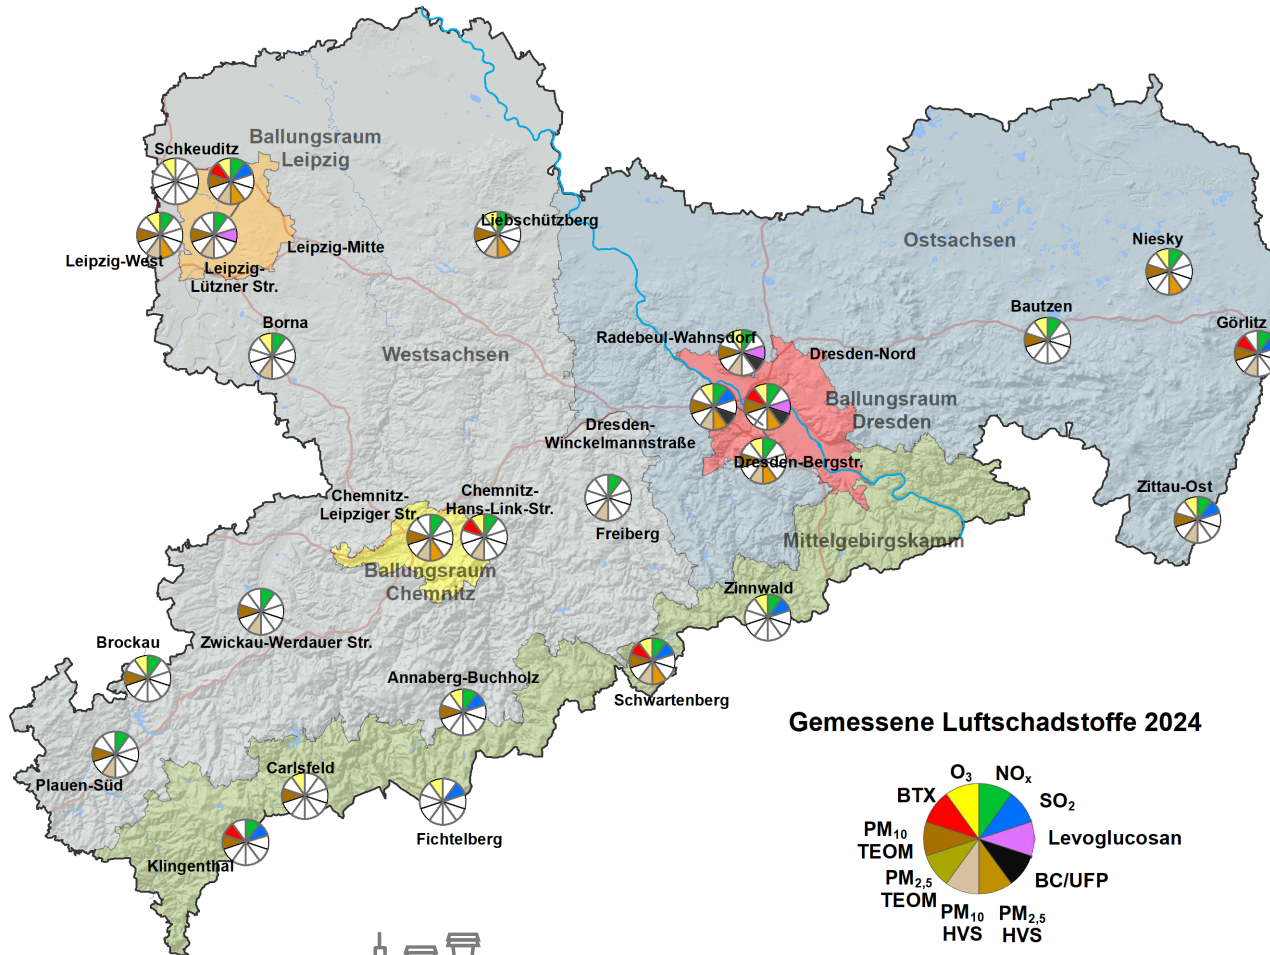 Ballungsraum
Leipzig
Schkeuditz
Leipzig-West
Leipzig-
Lützner Str.
Leipzig-Mitte
Liebschützberg
Ostsachsen
Niesky
Borna
Westsachsen
Radebeul-Wahnsdorf
Dresden-Nord
Bautzen
Görlitz
Ballungsraum
Dresden
Dresden-
Winckelmannstraße
Dresden-Bergstr.
Chemnitz-
Leipziger Str.
Chemnitz-
Hans-Link-Str.
Freiberg
Zittau-Ost
Mittelgebirgskamm
Ballungsraum
Chemnitz
Zinnwald
Zwickau-Werdauer Str.
Brockau
Annaberg-Buchholz
Schwartenberg
Plauen-Süd
Carlsfeld
Fichtelberg
Klingenthal
Gemessene Luftschadstoffe 2024
O3
NOx
BTX
SO2
PM10
TEOM
Levoglucosan
PM2,5
TEOM
BC/UFP
PM10
HVS
PM2,5
HVS